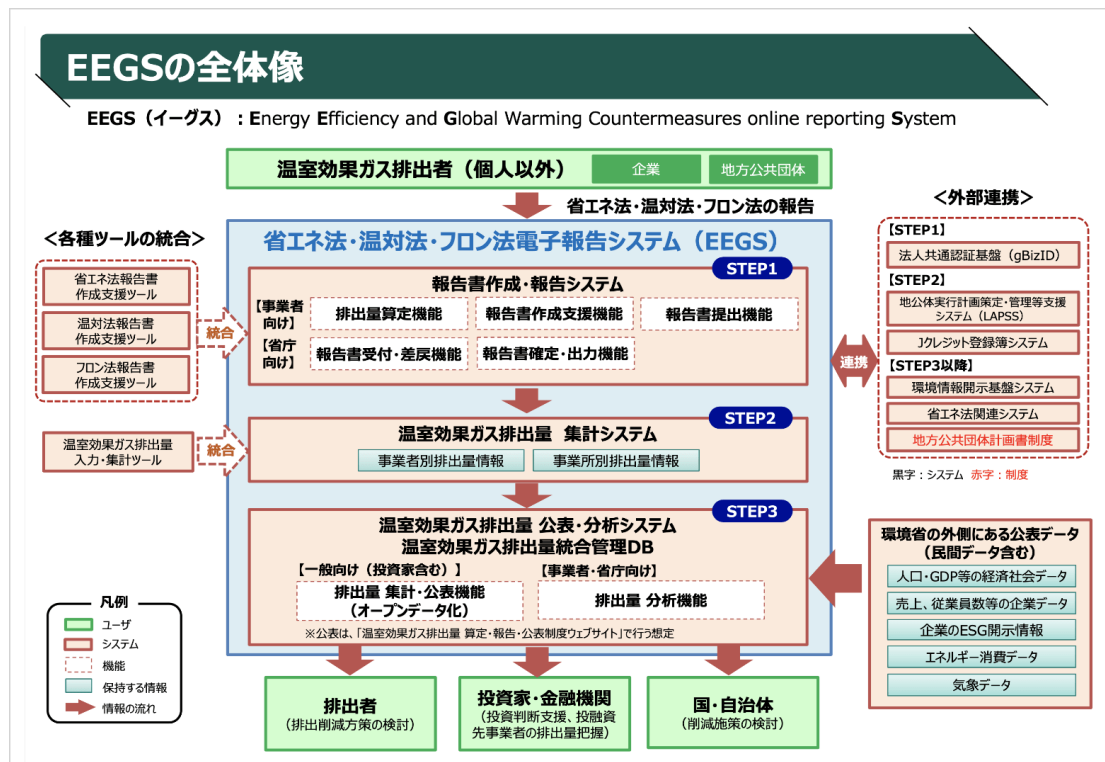 EEGSの全体像
EEGS（イーグス）：Energy Efficiency and Global Warming Countermeasures online reporting System
温室効果ガス排出者（個人以外）
企業
地方公共団体
省エネ法・温対法・フロン法の報告
＜各種ツールの統合＞
省エネ法報告書
作成支援ツール
温対法報告書
作成支援ツール
フロン法報告書
作成支援ツール
統合
温室効果ガス排出量
入力・集計ツール
統合
省エネ法・温対法・フロン法電子報告システム（EEGS）
STEP1
報告書作成・報告システム
【事業者
向け】
排出量算定機能
報告書作成支援機能
報告書提出機能
【省庁
向け】
報告書受付・差戻機能
報告書確定・出力機能
STEP2
温室効果ガス排出量 集計システム
事業者別排出量情報
事業所別排出量情報
STEP3
温室効果ガス排出量 公表・分析システム
温室効果ガス排出量統合管理DB
【一般向け（投資家含む）】
排出量 集計・公表機能
（オープンデータ化）
【事業者・省庁向け】
排出量 分析機能
※公表は、「温室効果ガス排出量 算定・報告・公表制度ウェブサイト」で行う想定
連携
＜外部連携＞
【STEP1】
法人共通認証基盤（gBizID）
【STEP2】
地公体実行計画策定・管理等支援
システム（LAPSS）
Jクレジット登録簿システム
【STEP3以降】
環境情報開示基盤システム
省エネ法関連システム
地方公共団体計画書制度
黒字：システム 赤字：制度
環境省の外側にある公表データ
（民間データ含む）
人口・GDP等の経済社会データ
売上、従業員数等の企業データ
企業のESG開示情報
エネルギー消費データ
気象データ
凡例
ユーザ
システム
機能
保持する情報
情報の流れ
排出者
（排出削減方策の検討）
投資家・金融機関
（投資判断支援、投融資
先事業者の排出量把握）
国・自治体
（削減施策の検討）